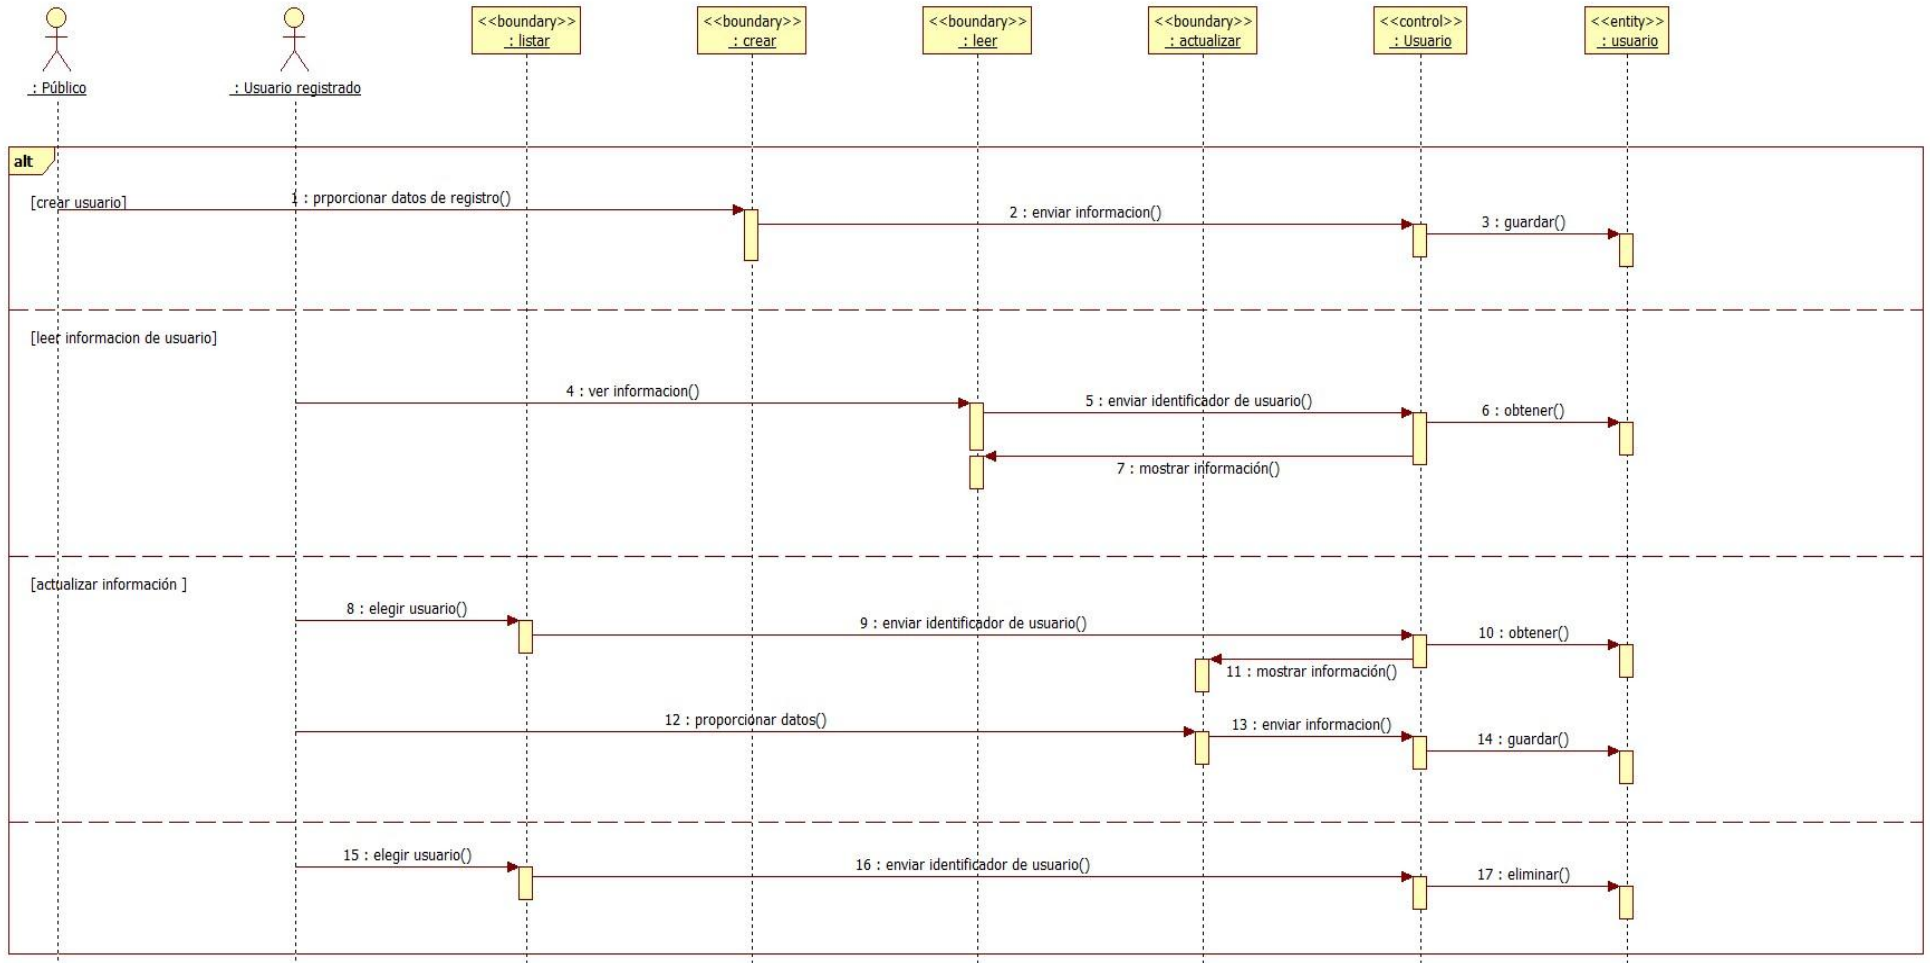 <<boundary>>
: listar
<<boundary>>
: crear
<<boundary>>
: leer
<<boundary>>
: actualizar
<<control>>
: Usuario
<<entity>>
: usuario
: Público
: Usuario registrado
alt
[crear usuario]
1 : prporcionar datos de registro()
2 : enviar informacion()
3 : guardar()
[leer informacion de usuario]
4 : ver informacion()
5 : enviar identificador de usuario()
6 : obtener()
7 : mostrar información()
[actualizar información ]
8 : elegir usuario()
9 : enviar identificador de usuario()
10 : obtener()
11 : mostrar información()
12 : proporcionar datos()
13 : enviar informacion()
14 : guardar()
15 : elegir usuario()
16 : enviar identificador de usuario()
17 : eliminar()